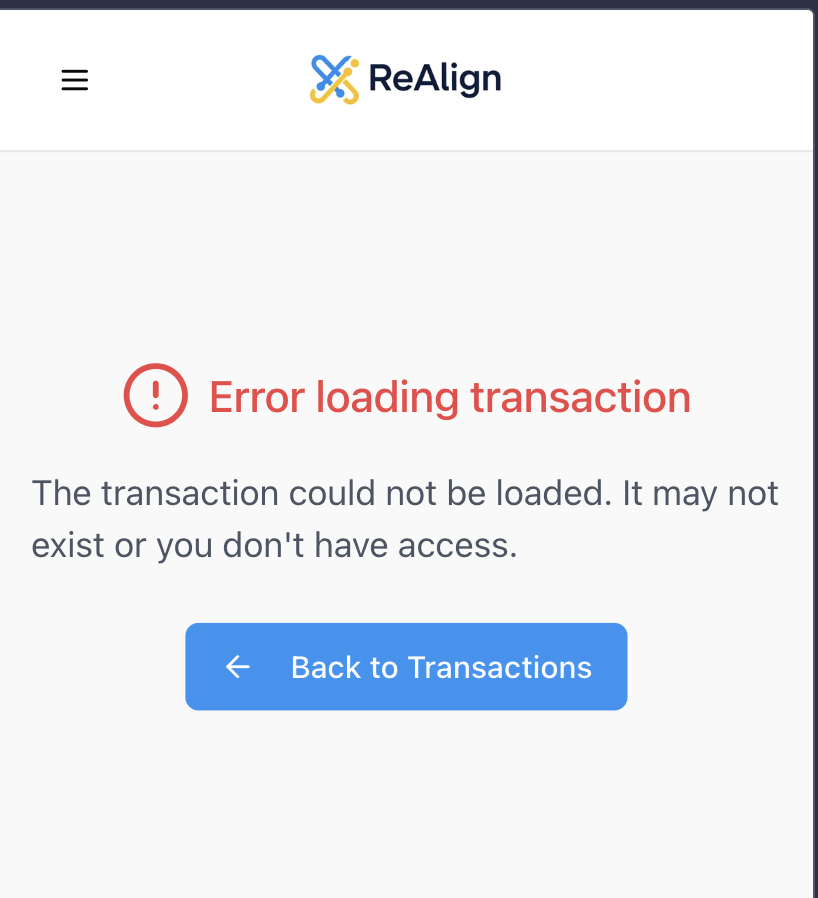 ReAlign
Error loading transaction
The transaction could not be loaded. It may not
exist or you don't have access.
Back to Transactions